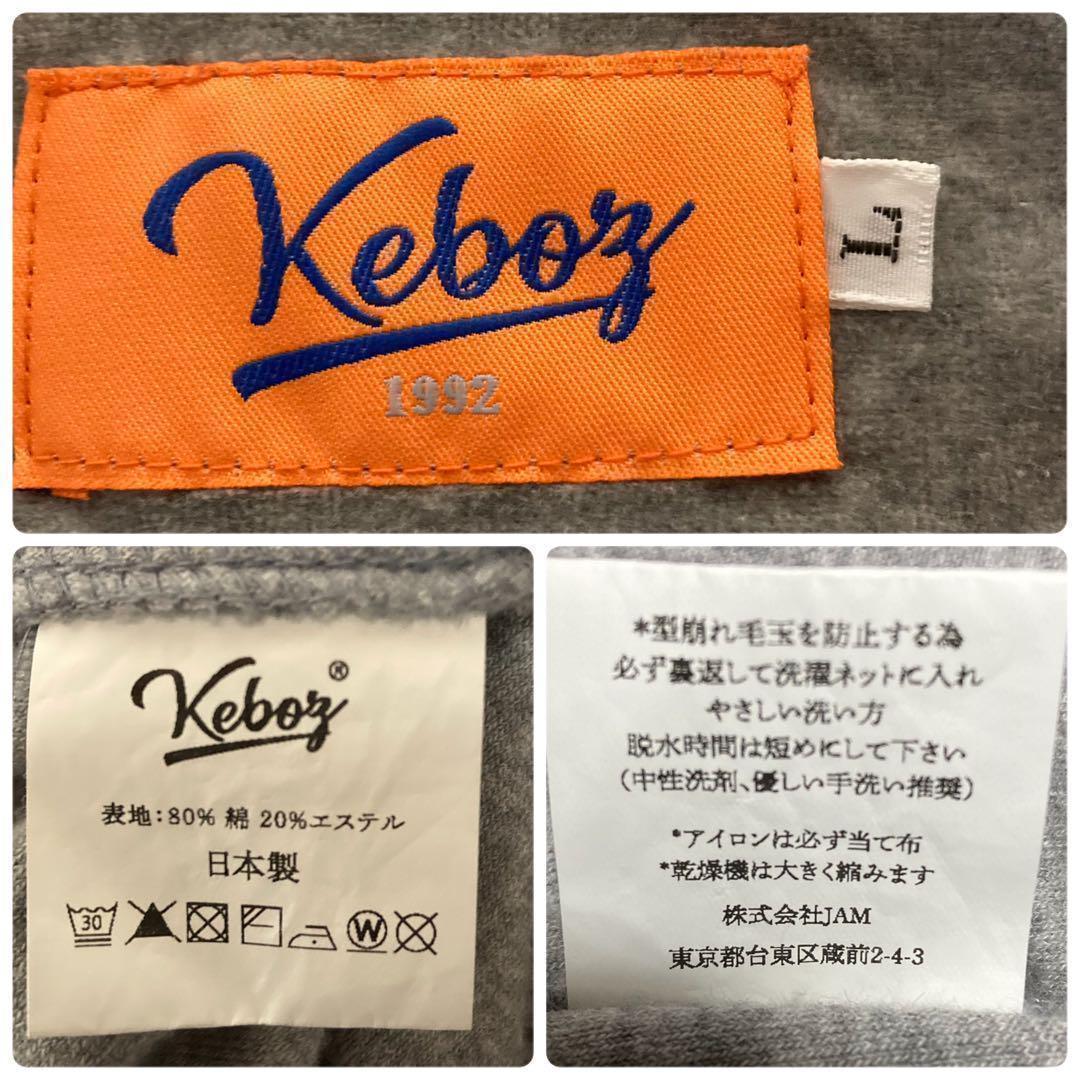 Keboz
1992
L
Keboz®
表地:80% 綿 20%エステル
日本製
30
W
*型崩れ毛玉を防止する為
必ず裏返して洗濯ネットに入れ
やさしい洗い方
脱水時間は短めにして下さい
(中性洗剤、優しい手洗い推奨)
*アイロンは必ず当て布
*乾燥機は大きく縮みます
株式会社JAM
東京都台東区蔵前2-4-3